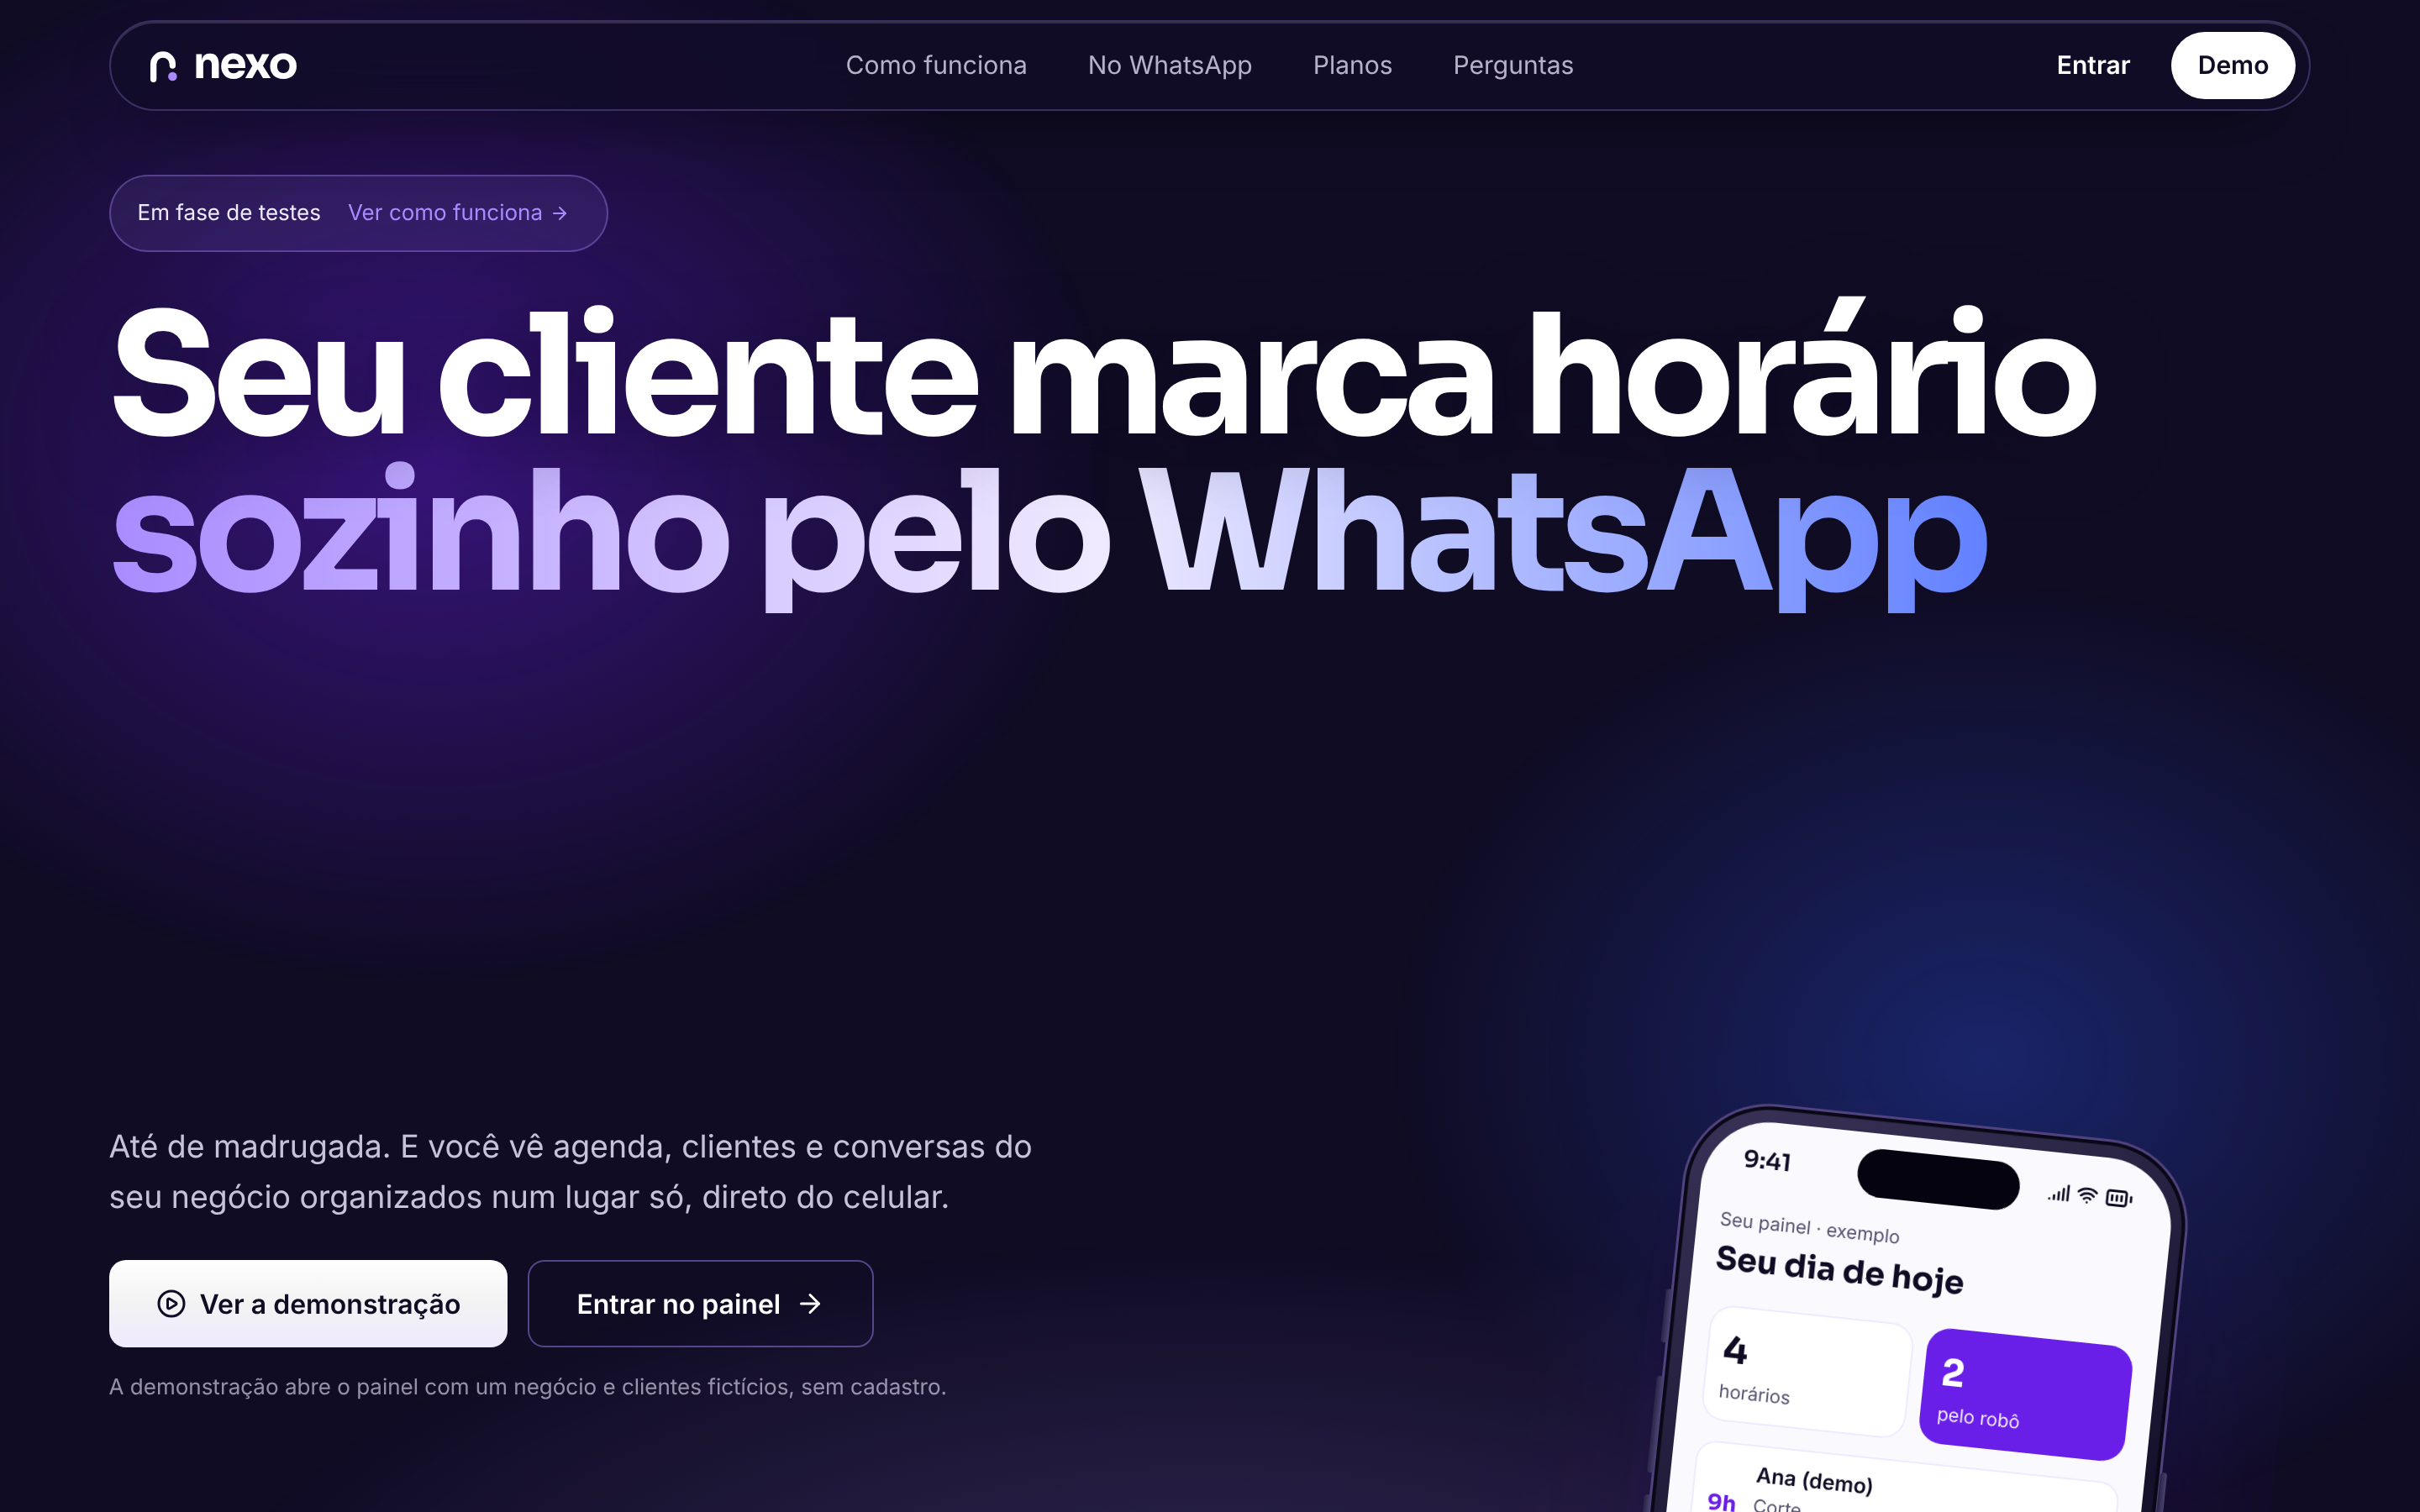 nexo
Como funciona
No WhatsApp
Planos
Perguntas
Entrar
Demo
Em fase de testes
Ver como funciona →
Seu cliente marca horário
sozinho pelo WhatsApp
Até de madrugada. E você vê agenda, clientes e conversas do
seu negócio organizados num lugar só, direto do celular.
Ver a demonstração
Entrar no painel →
A demonstração abre o painel com um negócio e clientes fictícios, sem cadastro.
9:41
Seu painel · exemplo
Seu dia de hoje
4
horários
2
pelo robô
Ana (demo)
9h
Corte